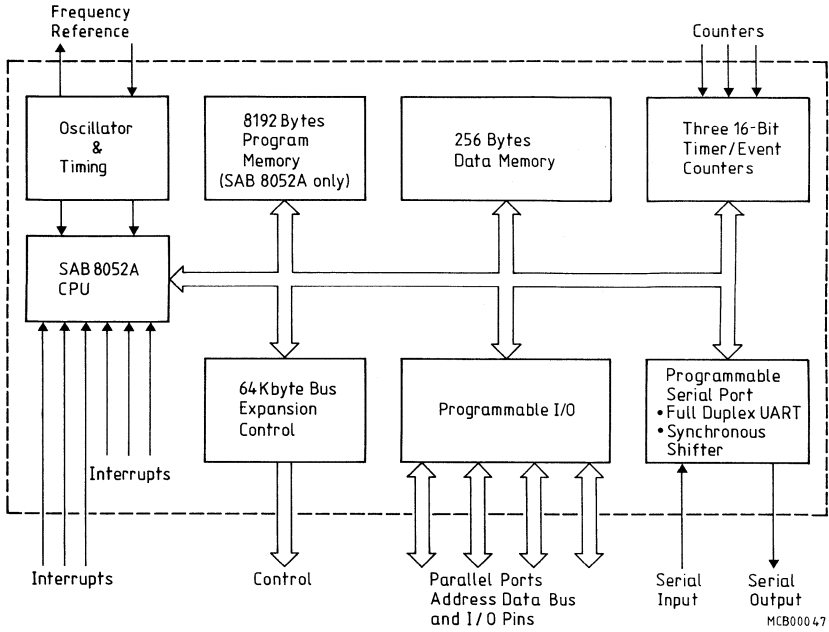 Frequency
Reference
Counters
Oscillator
&
Timing
8192 Bytes
Program
Memory
(SAB 8052A only)
256 Bytes
Data Memory
Three 16-Bit
Timer/Event
Counters
SAB 8052A
CPU
64 Kbyte Bus
Expansion
Control
Programmable I/O
Programmable
Serial Port
• Full Duplex UART
• Synchronous
Shifter
Interrupts
Interrupts
Control
Parallel Ports
Address Data Bus
and I/O Pins
Serial
Input
Serial
Output
MCB00047